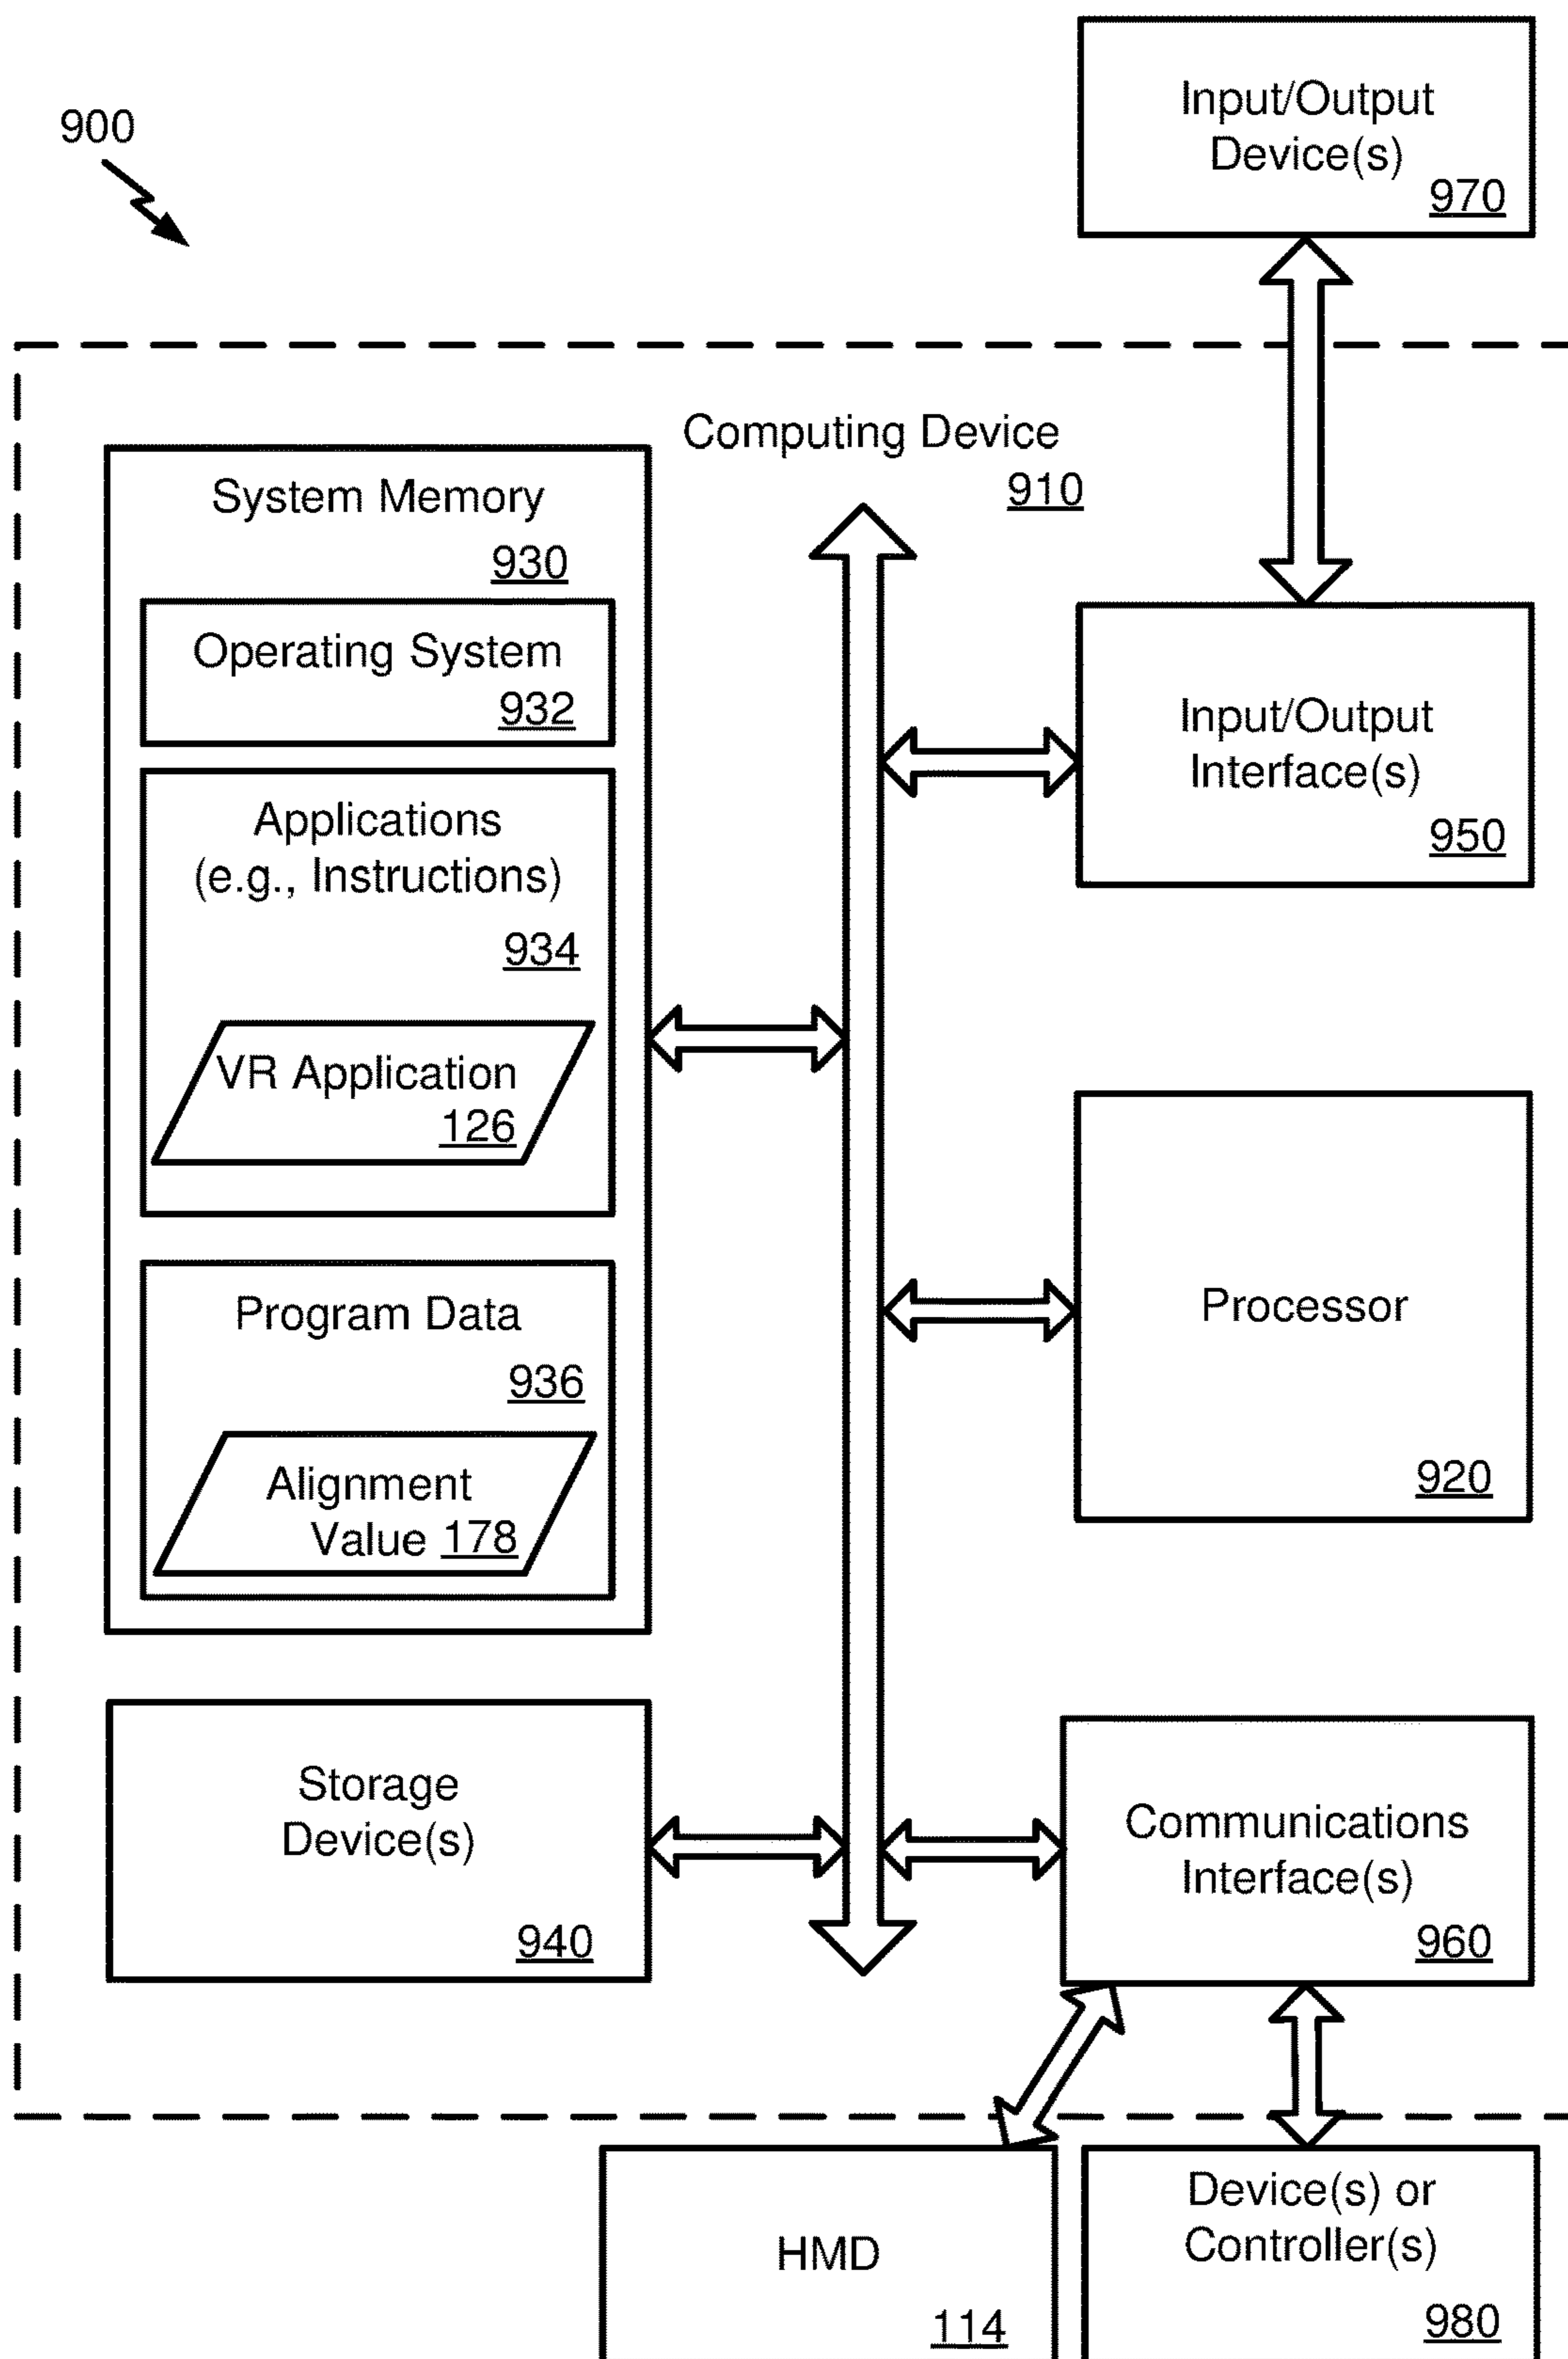 900
Input/Output
Device(s)
970
Computing Device
910
System Memory
930
Operating System
932
Applications
(e.g., Instructions)
934
VR Application
126
Program Data
936
Alignment
Value 178
Storage
Device(s)
940
Input/Output
Interface(s)
950
Processor
920
Communications
Interface(s)
960
HMD
114
Device(s) or
Controller(s)
980